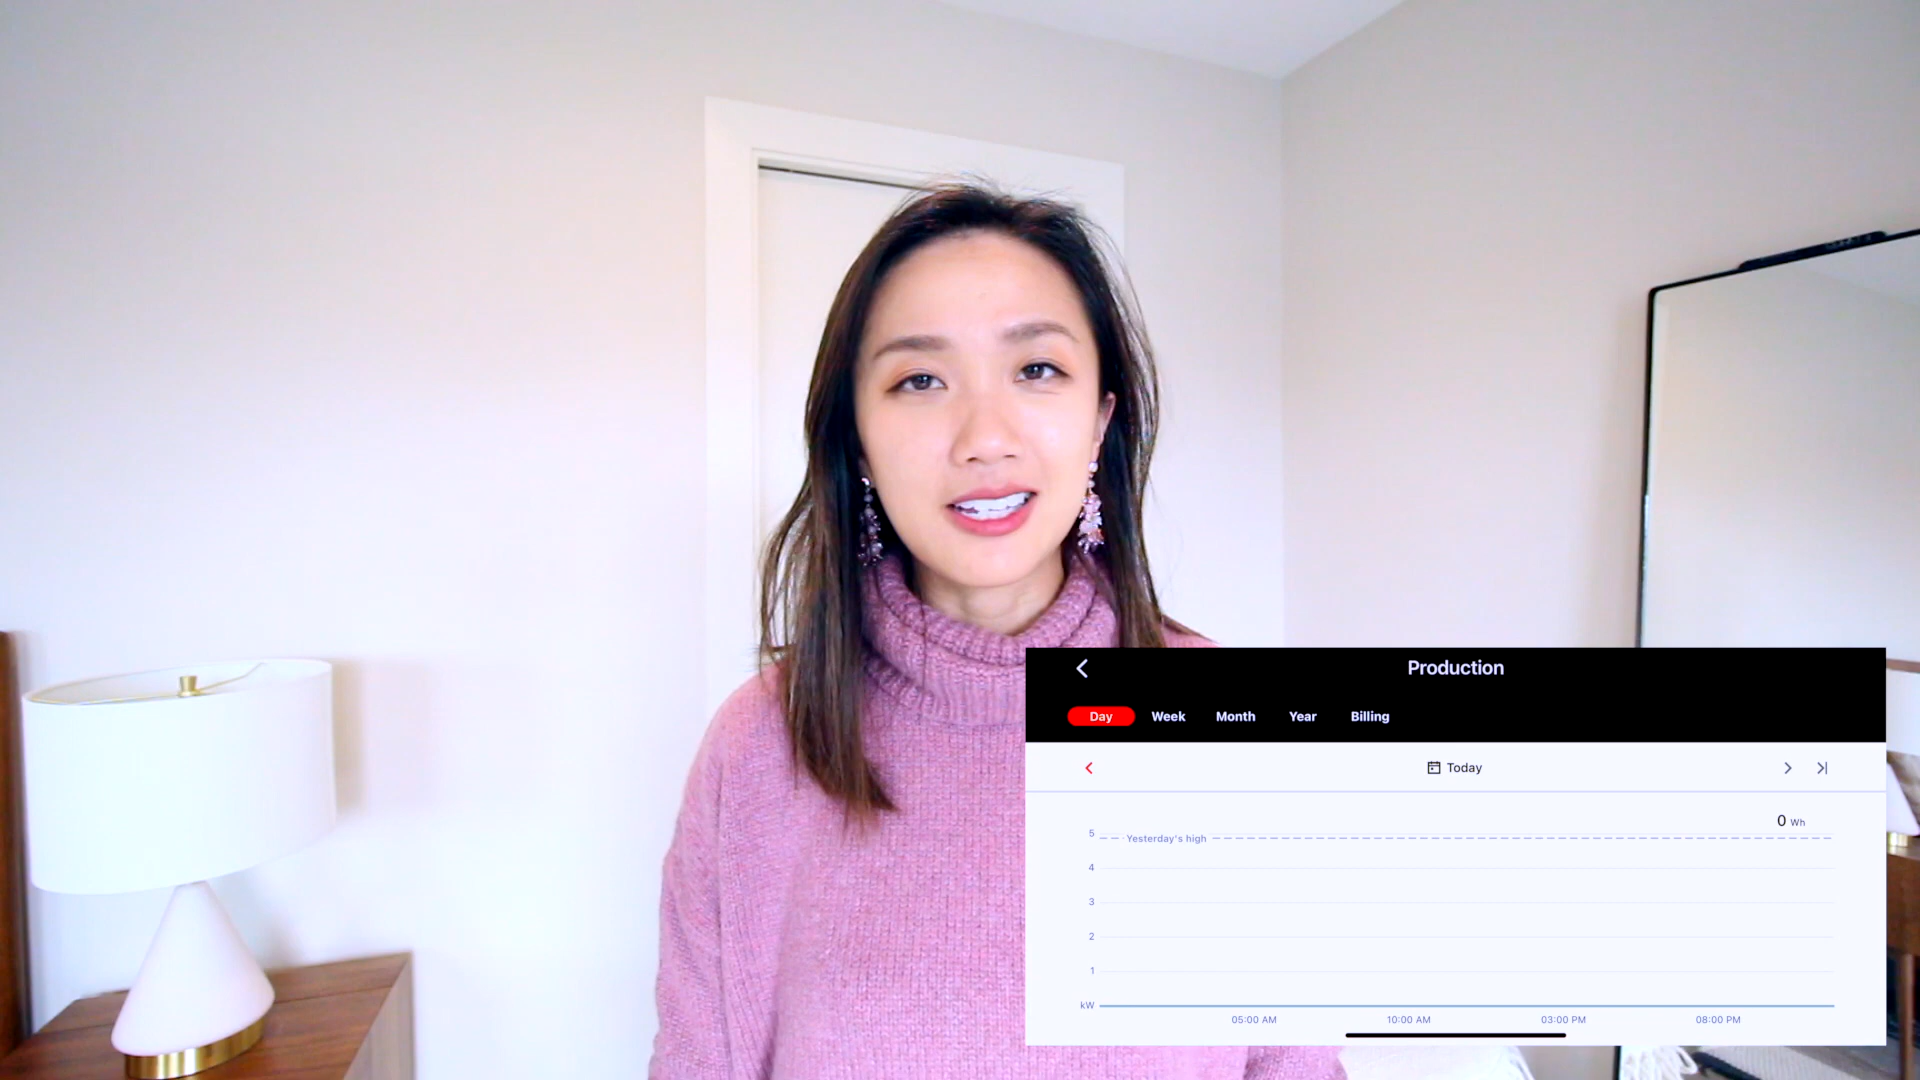 Production
Day Week Month Year Billing
Today
0 Wh
5 Yesterday's high
4
3
2
1
kW
05:00 AM 10:00 AM 03:00 PM 08:00 PM